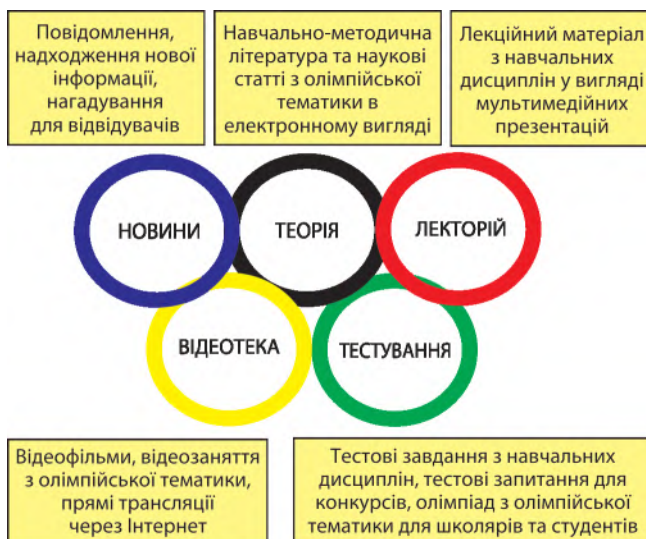 Повідомлення,
надходження нової
інформації,
нагадування
для відвідувачів
Навчально-методична
література та наукові
статті з олімпійської
тематики в
електронному вигляді
Лекційний матеріал
з навчальних
дисциплін у вигляді
мультимедійних
презентацій
НОВИНИ
ТЕОРІЯ
ЛЕКТОРІЙ
ВІДЕОТЕКА
ТЕСТУВАННЯ
Відеофільми, відеозаняття
з олімпійської тематики,
прямі трансляції
через Інтернет
Тестові завдання з навчальних
дисциплін, тестові запитання для
конкурсів, олімпіад з олімпійської
тематики для школярів та студентів